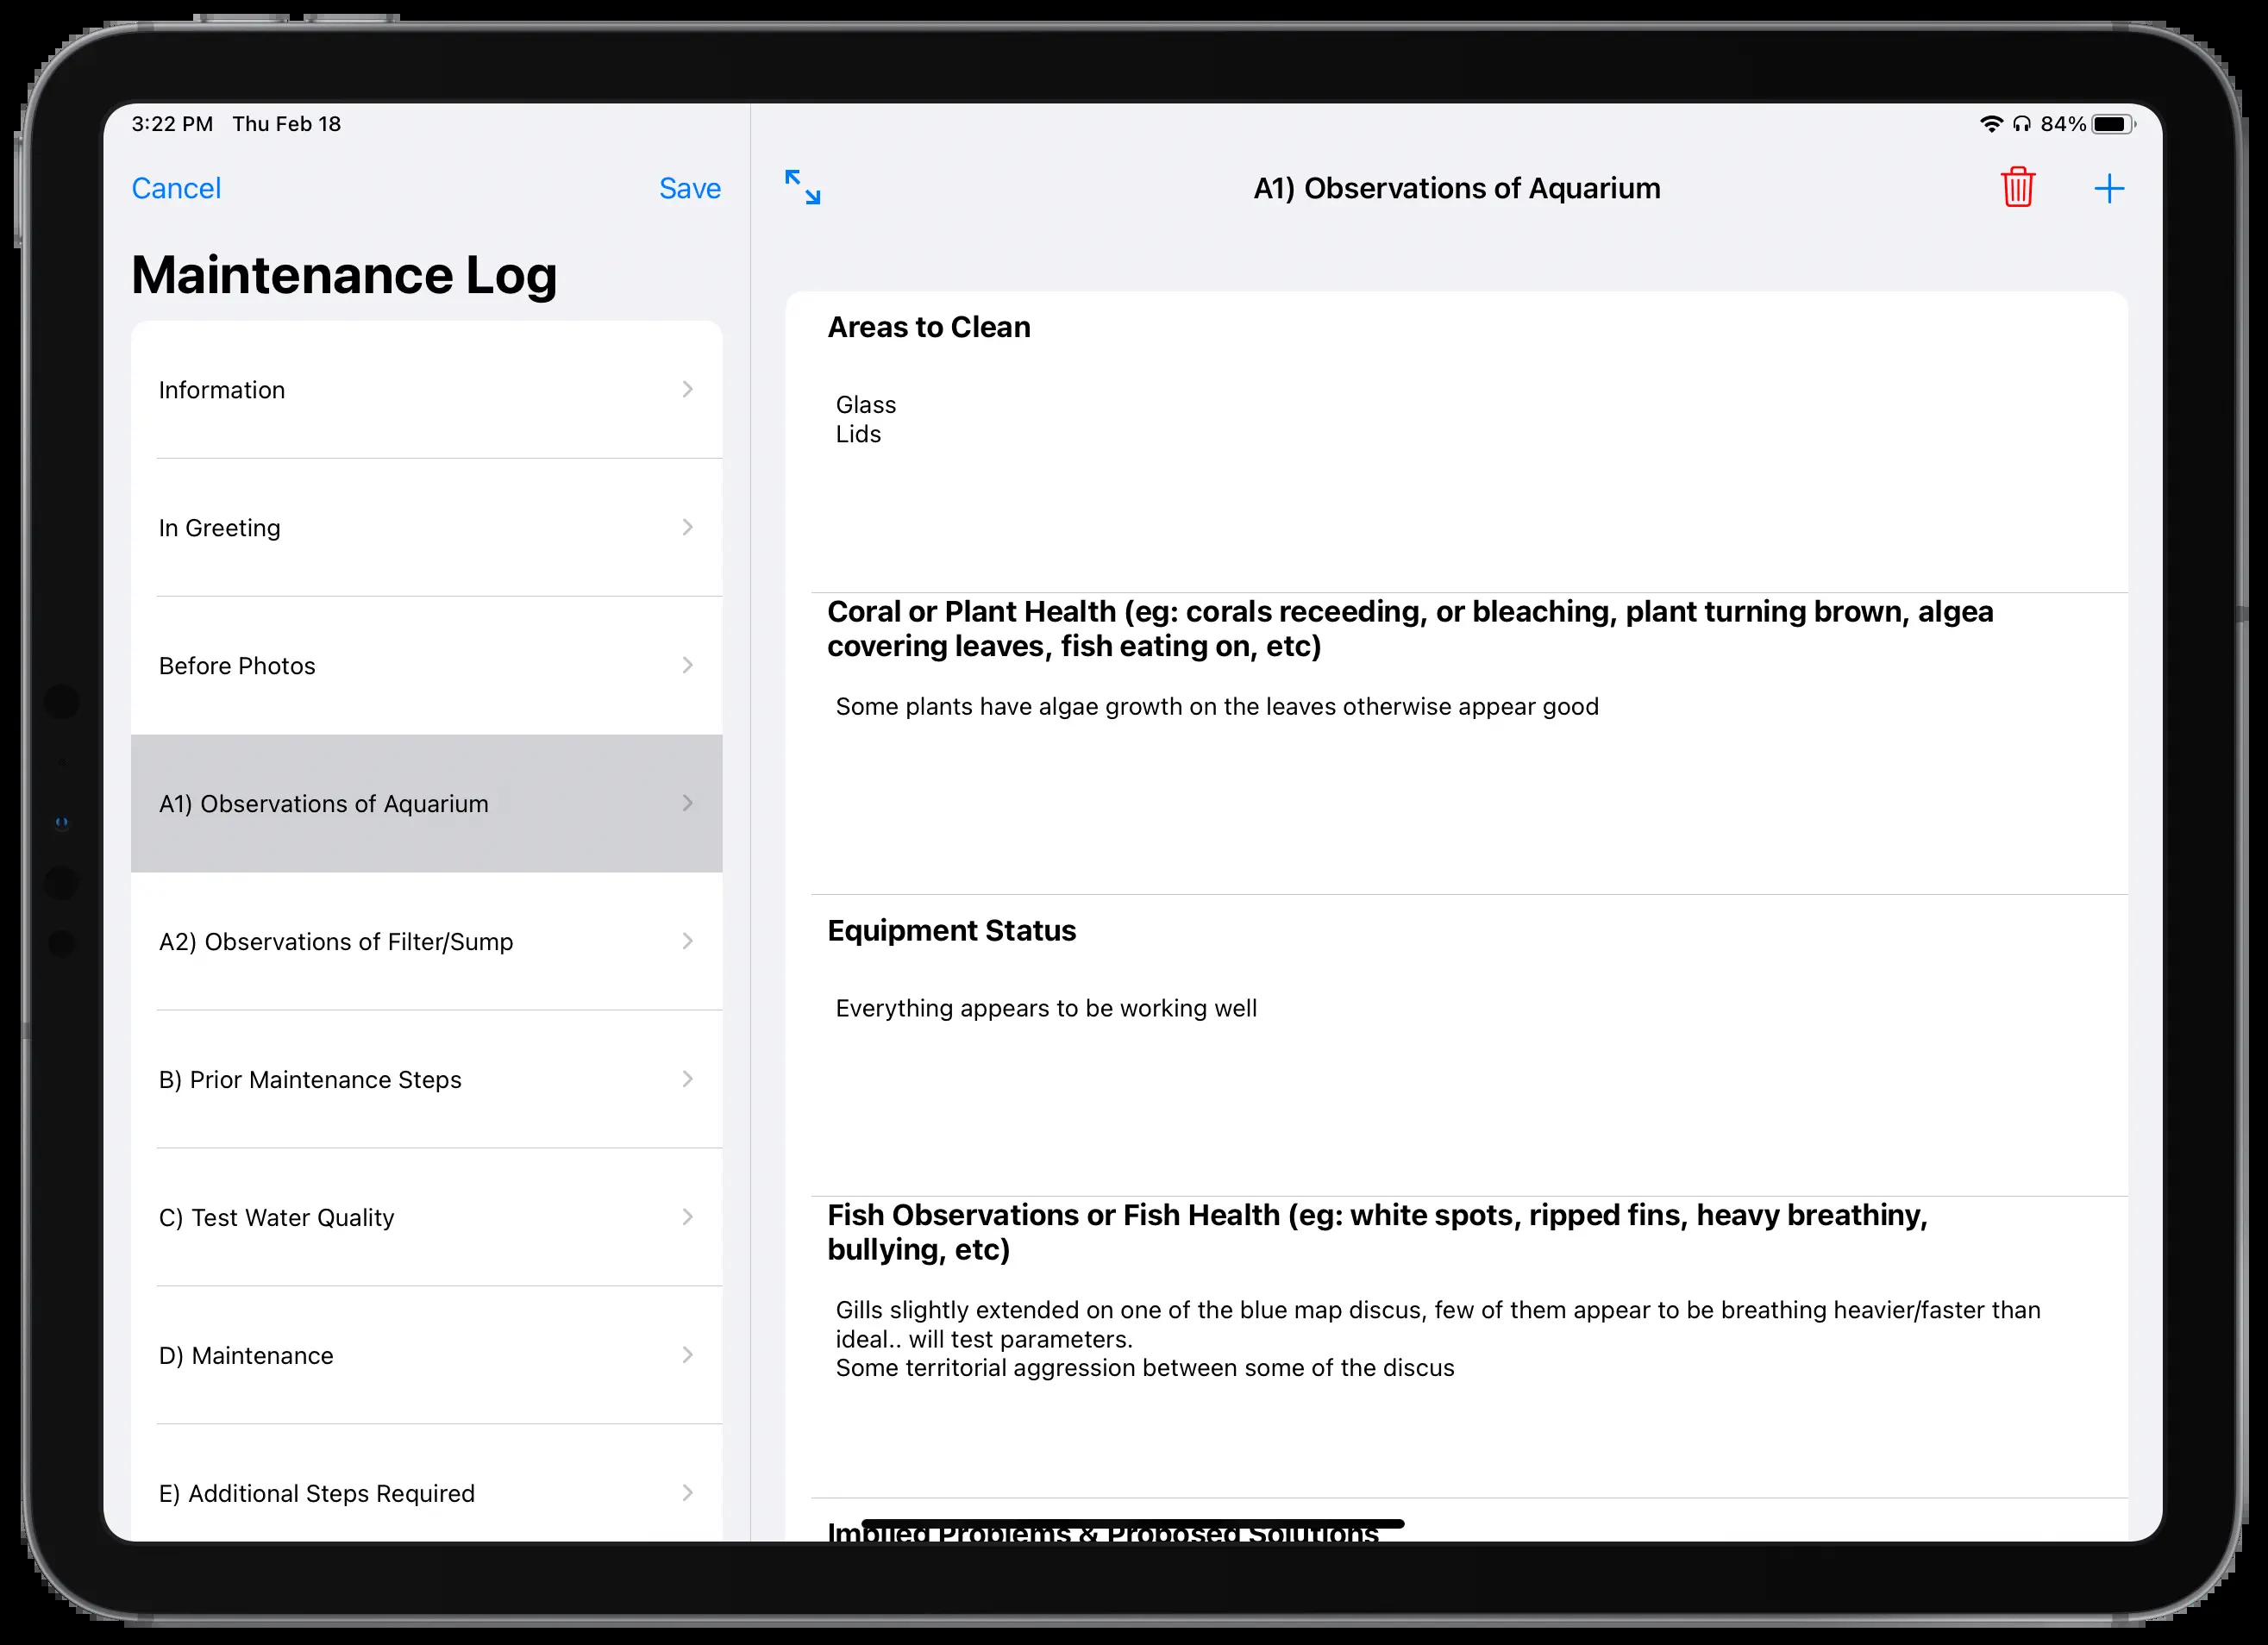 3:22 PM Thu Feb 18
84%
Cancel
Save
Maintenance Log
Information
In Greeting
Before Photos
A1) Observations of Aquarium
A2) Observations of Filter/Sump
B) Prior Maintenance Steps
C) Test Water Quality
D) Maintenance
E) Additional Steps Required
A1) Observations of Aquarium
Areas to Clean
Glass
Lids
Coral or Plant Health (eg: corals receeding, or bleaching, plant turning brown, algea
covering leaves, fish eating on, etc)
Some plants have algae growth on the leaves otherwise appear good
Equipment Status
Everything appears to be working well
Fish Observations or Fish Health (eg: white spots, ripped fins, heavy breathiny,
bullying, etc)
Gills slightly extended on one of the blue map discus, few of them appear to be breathing heavier/faster than
ideal.. will test parameters.
Some territorial aggression between some of the discus
Implied Problems & Proposed Solutions